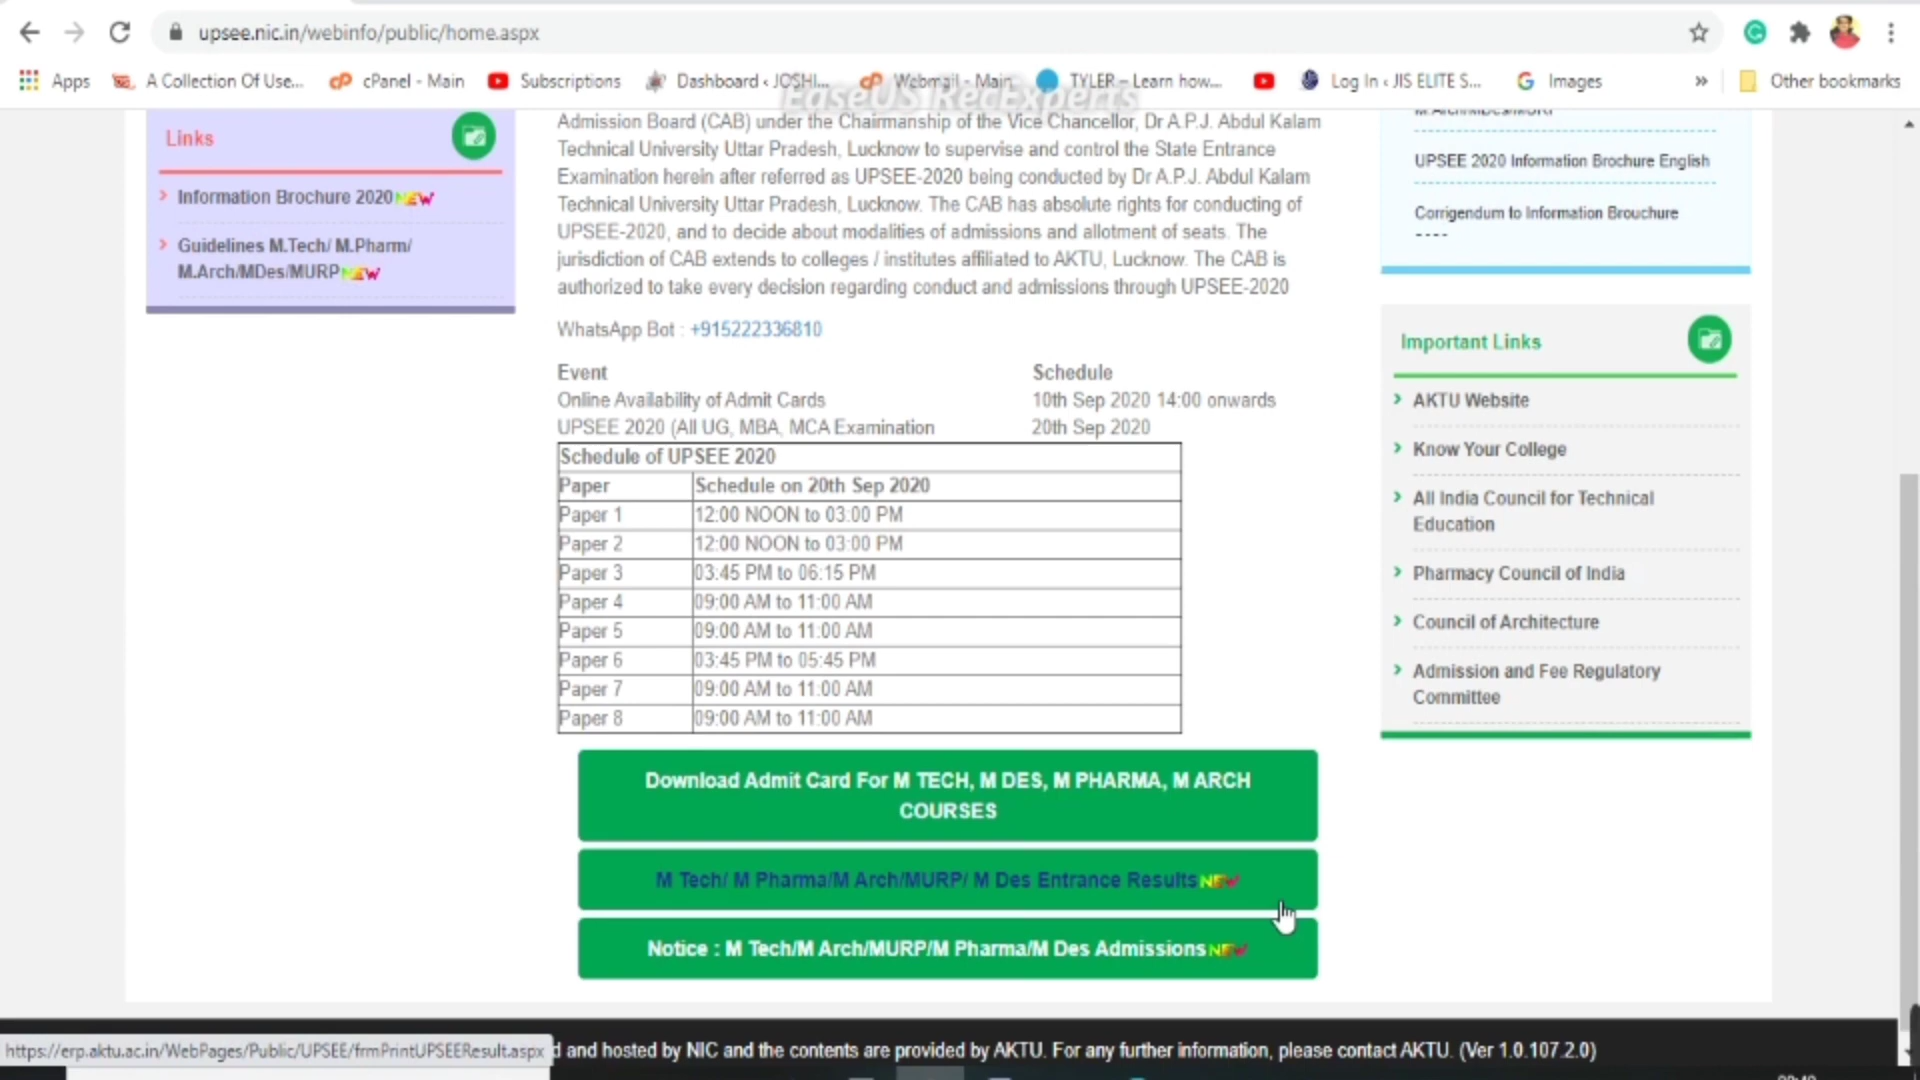 upsee.nic.in/webinfo/public/home.aspx
Apps
A Collection Of Use...
cPanel - Main
Subscriptions
Dashboard ‹ JOSHI...
Webmail - Main
TYLER – Learn how...
Log In ‹ JIS ELITE S...
Images
»
Other bookmarks
EaseUS RecExperts
Links
Information Brochure 2020 NEW
Guidelines M.Tech/ M.Pharm/
M.Arch/MDes/MURP NEW
Admission Board (CAB) under the Chairmanship of the Vice Chancellor, Dr A.P.J. Abdul Kalam
Technical University Uttar Pradesh, Lucknow to supervise and control the State Entrance
Examination herein after referred as UPSEE-2020 being conducted by Dr A.P.J. Abdul Kalam
Technical University Uttar Pradesh, Lucknow. The CAB has absolute rights for conducting of
UPSEE-2020, and to decide about modalities of admissions and allotment of seats. The
jurisdiction of CAB extends to colleges / institutes affiliated to AKTU, Lucknow. The CAB is
authorized to take every decision regarding conduct and admissions through UPSEE-2020
WhatsApp Bot : +915222336810
Event Schedule
Online Availability of Admit Cards 10th Sep 2020 14:00 onwards
UPSEE 2020 (All UG, MBA, MCA Examination 20th Sep 2020
Schedule of UPSEE 2020
Paper Schedule on 20th Sep 2020
Paper 1 12:00 NOON to 03:00 PM
Paper 2 12:00 NOON to 03:00 PM
Paper 3 03:45 PM to 06:15 PM
Paper 4 09:00 AM to 11:00 AM
Paper 5 09:00 AM to 11:00 AM
Paper 6 03:45 PM to 05:45 PM
Paper 7 09:00 AM to 11:00 AM
Paper 8 09:00 AM to 11:00 AM
Download Admit Card For M TECH, M DES, M PHARMA, M ARCH
COURSES
M Tech/ M Pharma/M Arch/MURP/ M Des Entrance Results NEW
Notice : M Tech/M Arch/MURP/M Pharma/M Des Admissions NEW
M.Arch/MDes/MURP
UPSEE 2020 Information Brochure English
Corrigendum to Information Brouchure
----
Important Links
AKTU Website
Know Your College
All India Council for Technical
Education
Pharmacy Council of India
Council of Architecture
Admission and Fee Regulatory
Committee
https://erp.aktu.ac.in/WebPages/Public/UPSEE/frmPrintUPSEEResult.aspx
d and hosted by NIC and the contents are provided by AKTU. For any further information, please contact AKTU. (Ver 1.0.107.2.0)